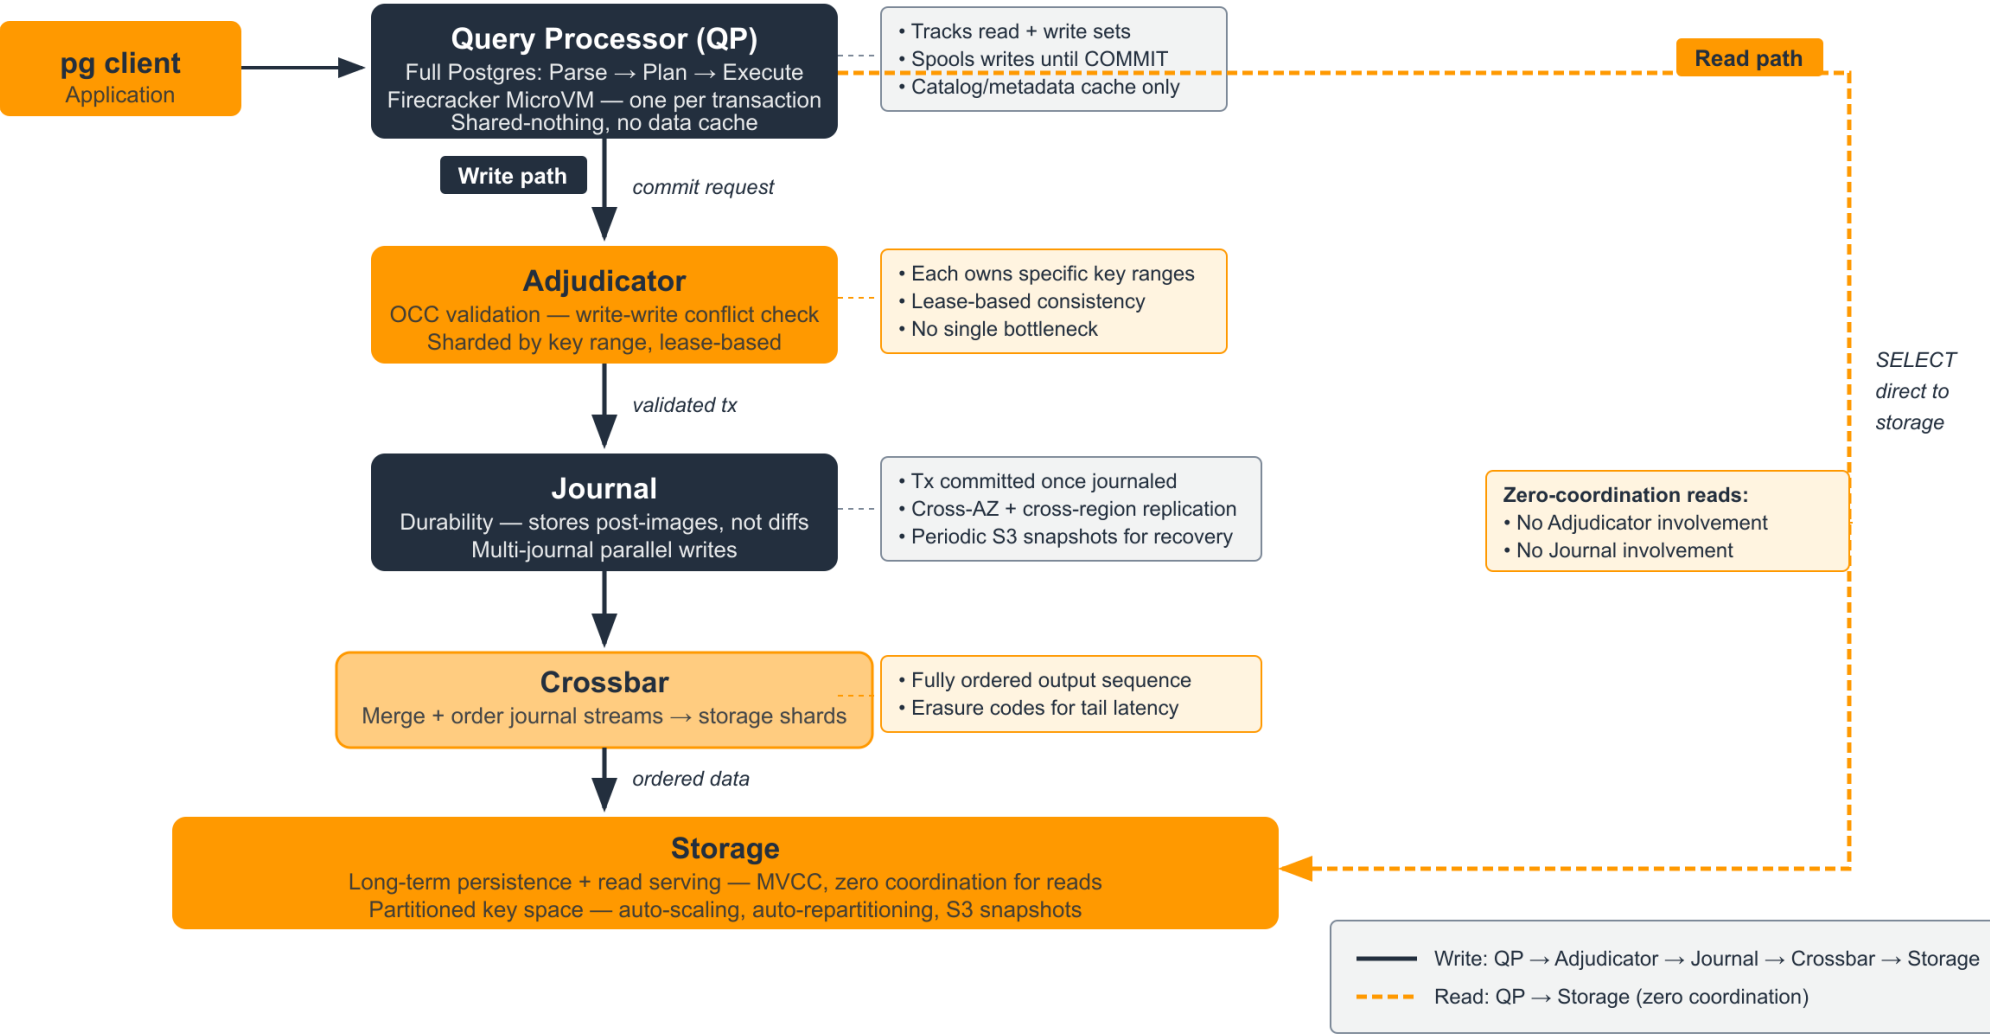 pg client
Application
Query Processor (QP)
Full Postgres: Parse → Plan → Execute
Firecracker MicroVM — one per transaction
Shared-nothing, no data cache
• Tracks read + write sets
• Spools writes until COMMIT
• Catalog/metadata cache only
Read path
Write path
commit request
Adjudicator
OCC validation — write-write conflict check
Sharded by key range, lease-based
• Each owns specific key ranges
• Lease-based consistency
• No single bottleneck
SELECT
direct to
storage
validated tx
Journal
Durability — stores post-images, not diffs
Multi-journal parallel writes
• Tx committed once journaled
• Cross-AZ + cross-region replication
• Periodic S3 snapshots for recovery
Zero-coordination reads:
• No Adjudicator involvement
• No Journal involvement
Crossbar
Merge + order journal streams → storage shards
• Fully ordered output sequence
• Erasure codes for tail latency
ordered data
Storage
Long-term persistence + read serving — MVCC, zero coordination for reads
Partitioned key space — auto-scaling, auto-repartitioning, S3 snapshots
Write: QP → Adjudicator → Journal → Crossbar → Storage
Read: QP → Storage (zero coordination)